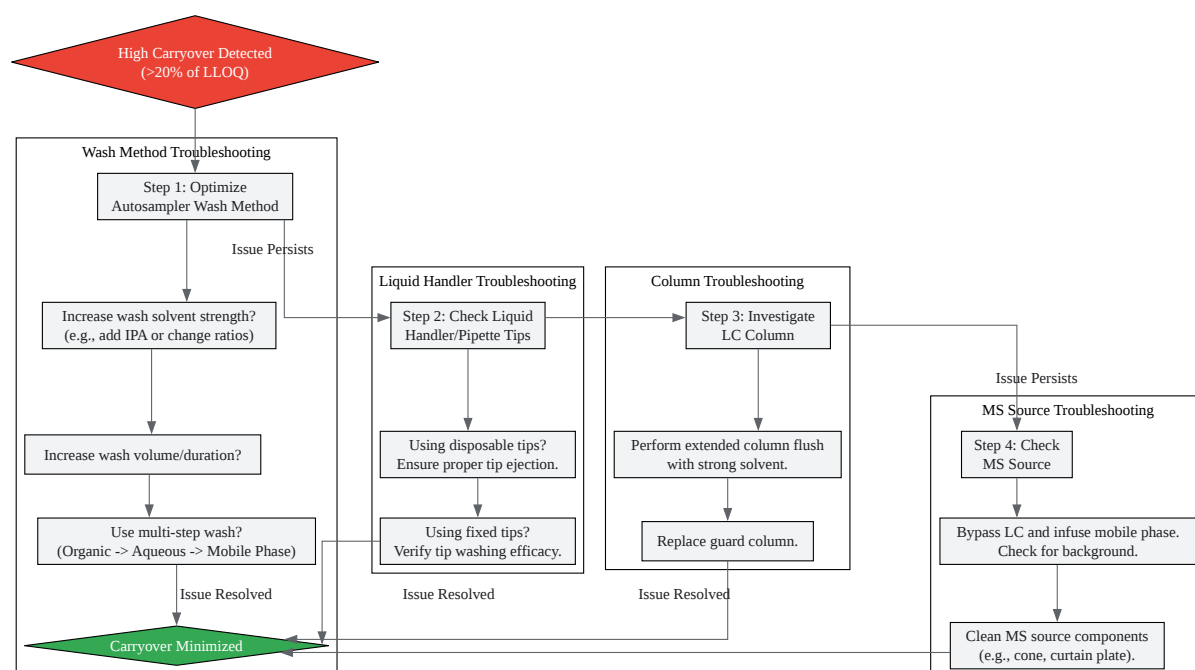 High Carryover Detected
(>20% of LLOQ)
Wash Method Troubleshooting
Step 1: Optimize
Autosampler Wash Method
Issue Persists
Increase wash solvent strength?
(e.g., add IPA or change ratios)
Increase wash volume/duration?
Use multi-step wash?
(Organic -> Aqueous -> Mobile Phase)
Issue Resolved
Carryover Minimized
Liquid Handler Troubleshooting
Step 2: Check Liquid
Handler/Pipette Tips
Using disposable tips?
Ensure proper tip ejection.
Using fixed tips?
Verify tip washing efficacy.
Issue Resolved
Column Troubleshooting
Step 3: Investigate
LC Column
Perform extended column flush
with strong solvent.
Replace guard column.
Issue Resolved
Issue Persists
MS Source Troubleshooting
Step 4: Check
MS Source
Bypass LC and infuse mobile phase.
Check for background.
Clean MS source components
(e.g., cone, curtain plate).